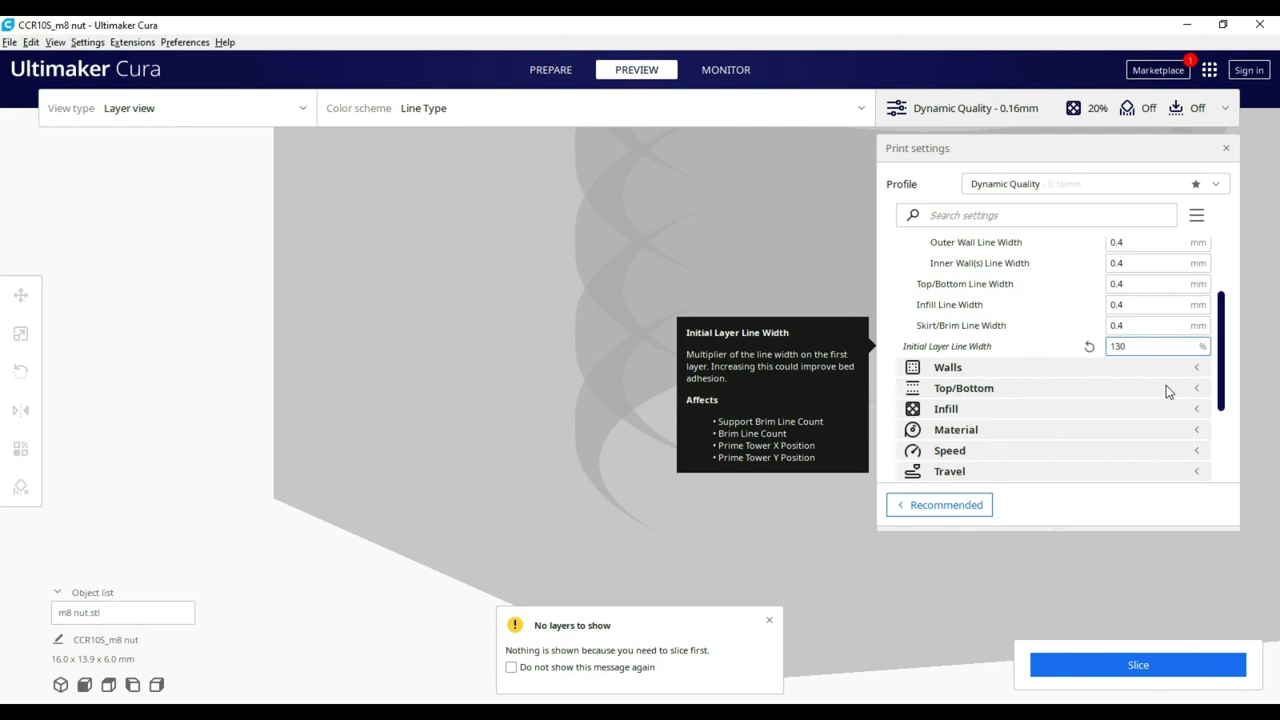 CCR10S_m8 nut - Ultimaker Cura
File Edit View Settings Extensions Preferences Help
Ultimaker Cura
PREPARE
PREVIEW
MONITOR
Marketplace
1
Sign in
View type Layer view
Color scheme Line Type
Dynamic Quality - 0.16mm
20%
Off
Off
Print settings
Profile
Dynamic Quality - 0.16mm
Search settings
Outer Wall Line Width 0.4 mm
Inner Wall(s) Line Width 0.4 mm
Top/Bottom Line Width 0.4 mm
Infill Line Width 0.4 mm
Skirt/Brim Line Width 0.4 mm
Initial Layer Line Width 130 %
Walls
Top/Bottom
Infill
Material
Speed
Travel
Recommended
Initial Layer Line Width
Multiplier of the line width on the first
layer. Increasing this could improve bed
adhesion.
Affects
• Support Brim Line Count
• Brim Line Count
• Prime Tower X Position
• Prime Tower Y Position
Object list
m8 nut.stl
CCR10S_m8 nut
16.0 x 13.9 x 6.0 mm
No layers to show
Nothing is shown because you need to slice first.
Do not show this message again
Slice